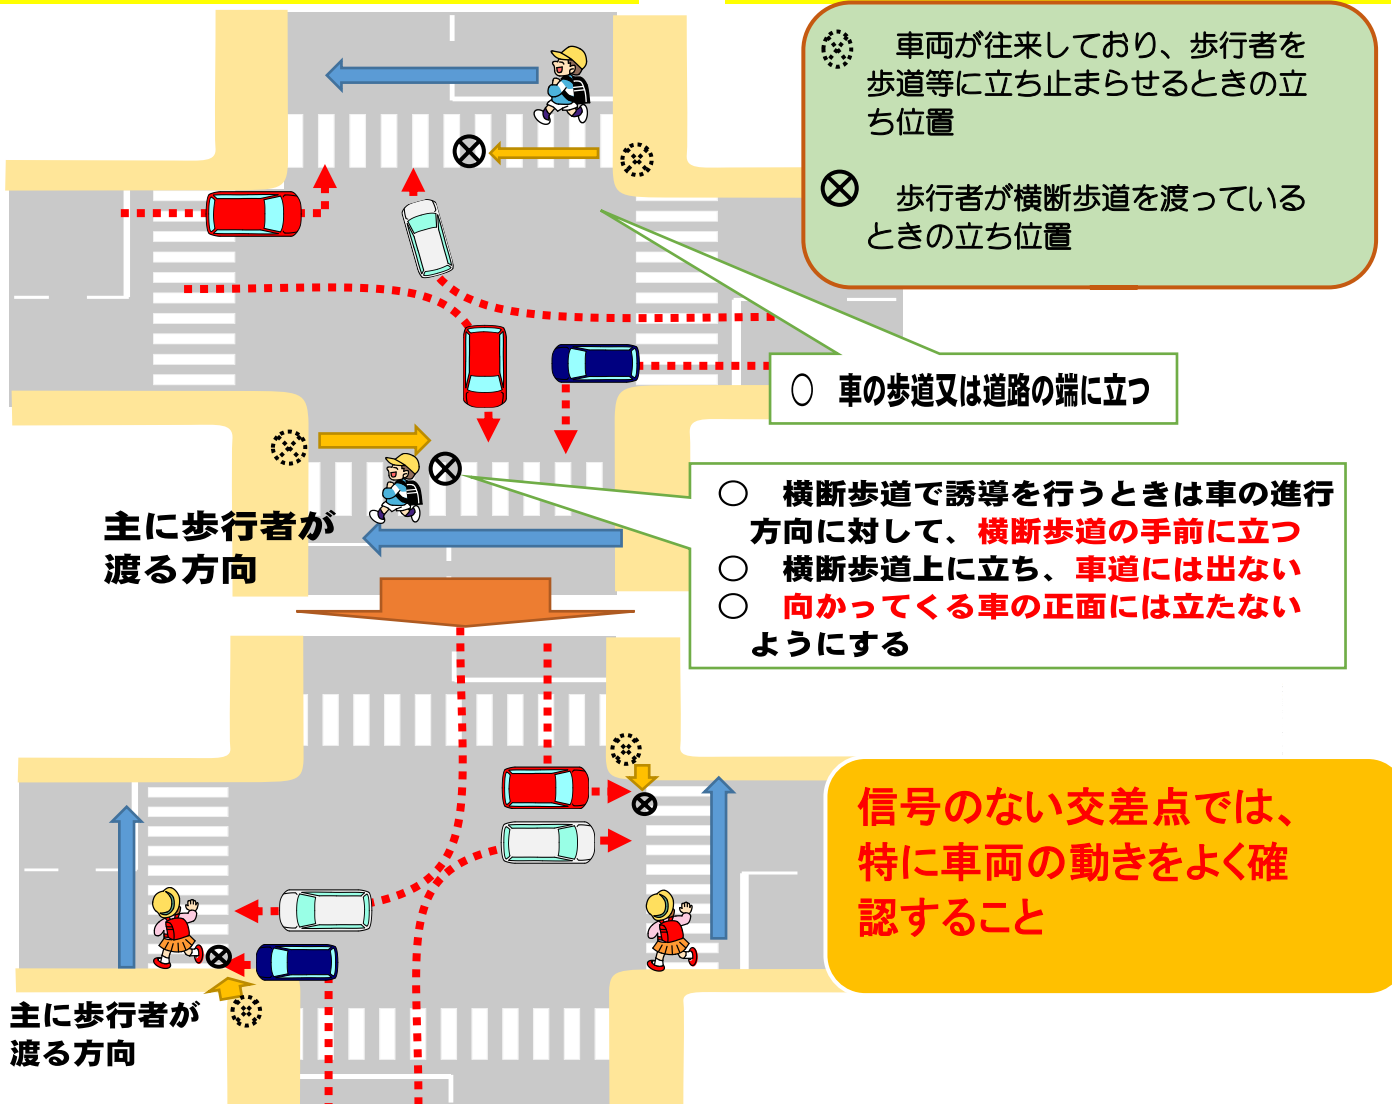 車両が往来しており、歩行者を
歩道等に立ち止まらせるときの立
ち位置
歩行者が横断歩道を渡っている
ときの立ち位置
○　車の歩道又は道路の端に立つ
○　横断歩道で誘導を行うときは車の進行
方向に対して、横断歩道の手前に立つ
○　横断歩道上に立ち、車道には出ない
○　向かってくる車の正面には立たない
ようにする
主に歩行者が
渡る方向
信号のない交差点では、
特に車両の動きをよく確
認すること
主に歩行者が
渡る方向